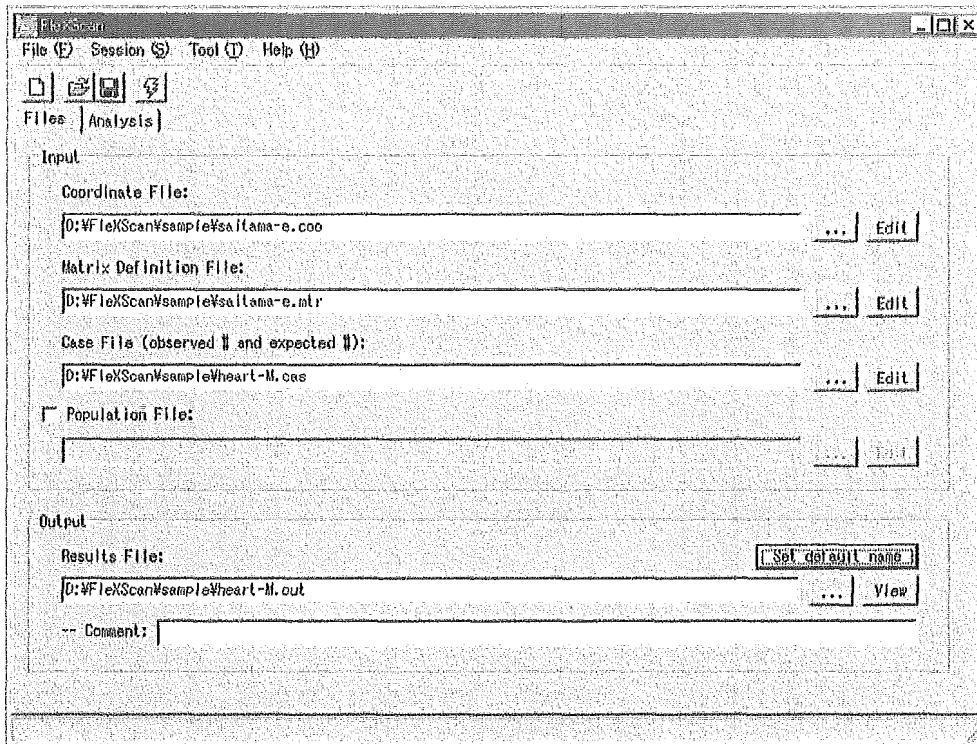 FleXScan
File (F) Session (S) Tool (T) Help (H)
Files Analysis
Input
Coordinate File:
D:¥FleXScan¥sample¥saitama-e.coo ... Edit
Matrix Definition File:
D:¥FleXScan¥sample¥saitama-e.mtr ... Edit
Case File (observed # and expected #):
D:¥FleXScan¥sample¥heart-M.cas ... Edit
Population File:
... Edit
Output
Results File: Set default name
D:¥FleXScan¥sample¥heart-M.out ... View
-- Comment: